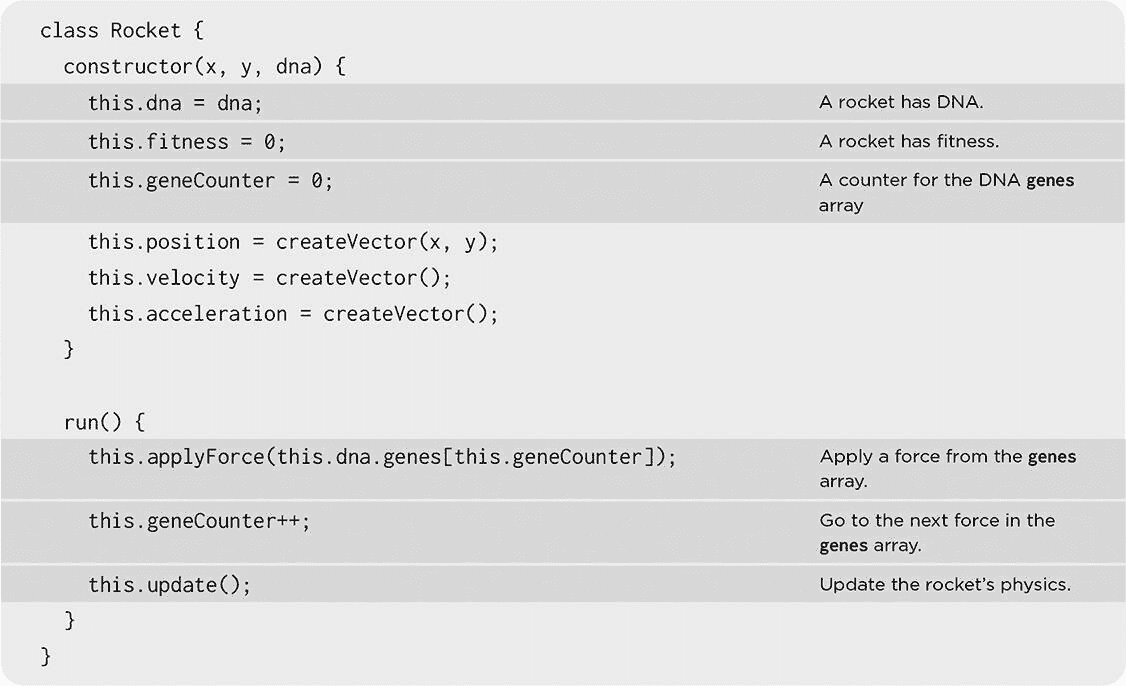 class Rocket {
constructor(x, y, dna) {
this.dna = dna; A rocket has DNA.
this.fitness = 0; A rocket has fitness.
this.geneCounter = 0; A counter for the DNA genes
array
this.position = createVector(x, y);
this.velocity = createVector();
this.acceleration = createVector();
}
run() {
this.applyForce(this.dna.genes[this.geneCounter]); Apply a force from the genes
array.
this.geneCounter++; Go to the next force in the
genes array.
this.update(); Update the rocket’s physics.
}
}